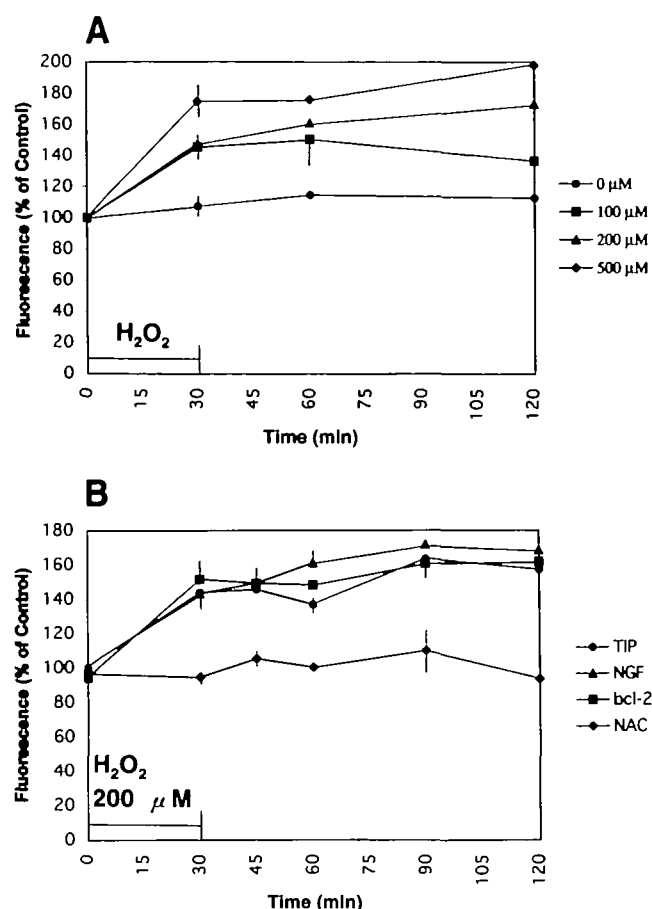 A
200
180
160
140
120
100
80
60
40
20
0
Fluorescence (% of Control)
H₂O₂
0
30
45
60
75
90
105
120
Time (min)
0 μM
100 μM
200 μM
500 μM
B
180
160
140
120
100
80
60
40
20
0
Fluorescence (% of Control)
H₂O₂
200 μM
0
30
45
60
75
90
105
120
Time (min)
TIP
NGF
bcl-2
NAC